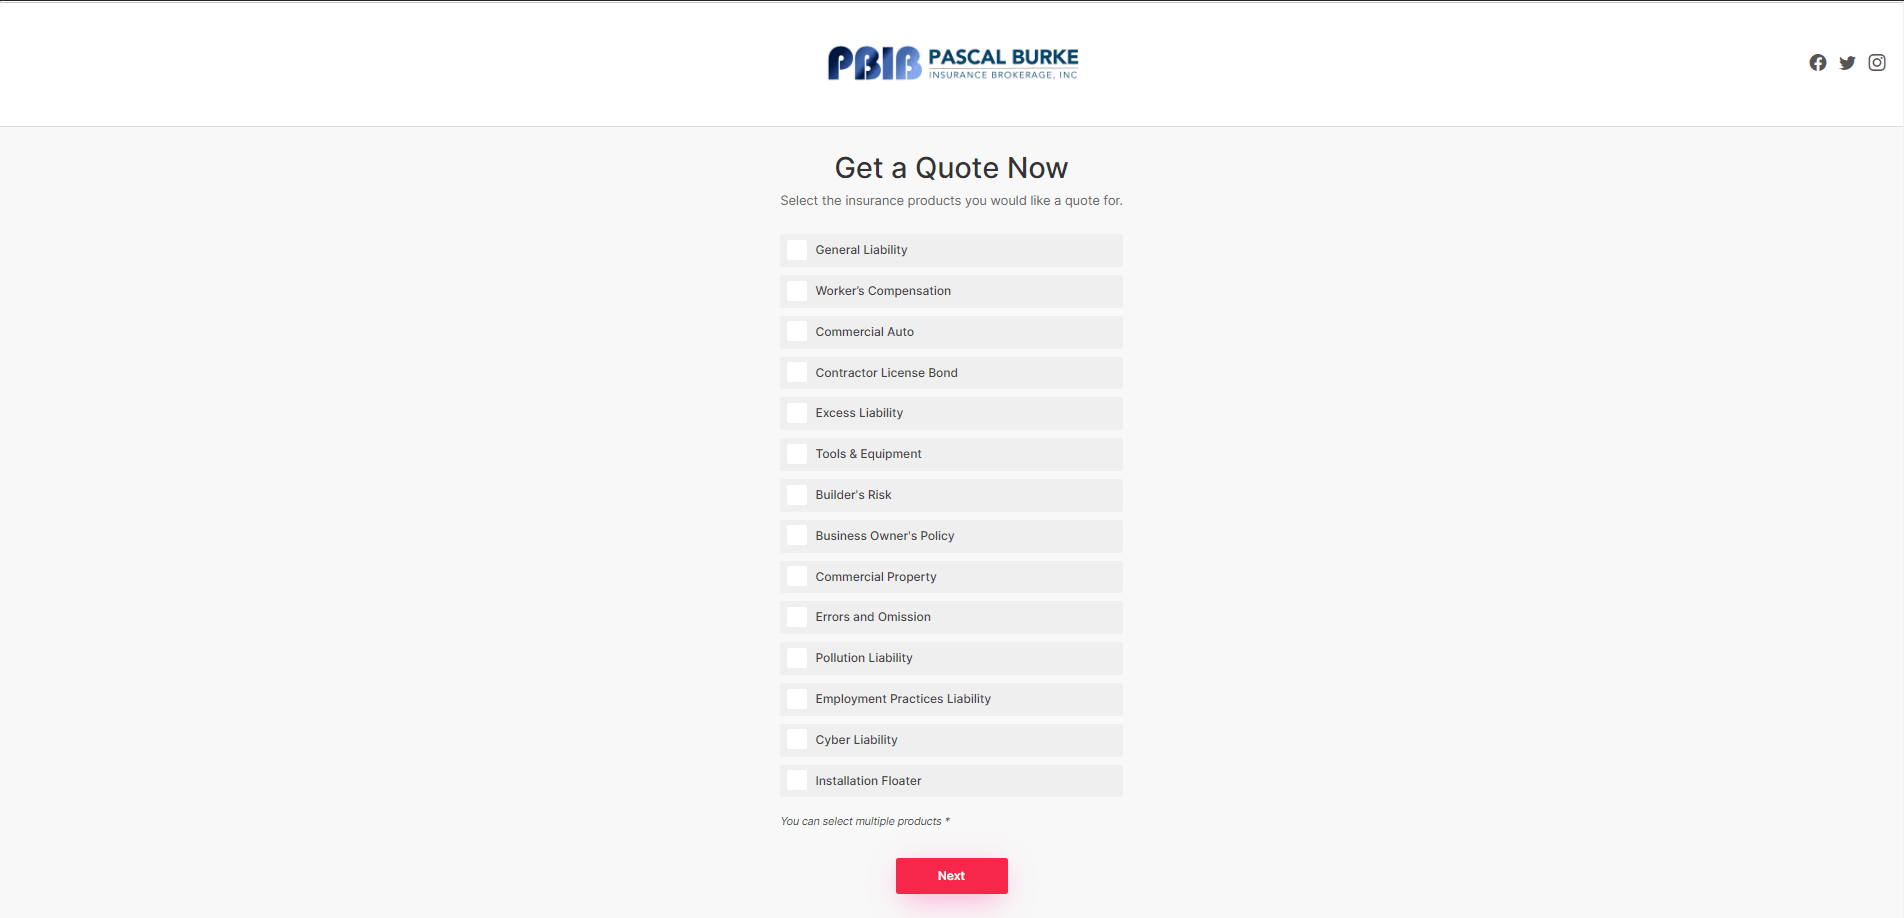 PBIB PASCAL BURKE
INSURANCE BROKERAGE, INC
Get a Quote Now
Select the insurance products you would like a quote for.
General Liability
Worker’s Compensation
Commercial Auto
Contractor License Bond
Excess Liability
Tools & Equipment
Builder's Risk
Business Owner's Policy
Commercial Property
Errors and Omission
Pollution Liability
Employment Practices Liability
Cyber Liability
Installation Floater
You can select multiple products *
Next